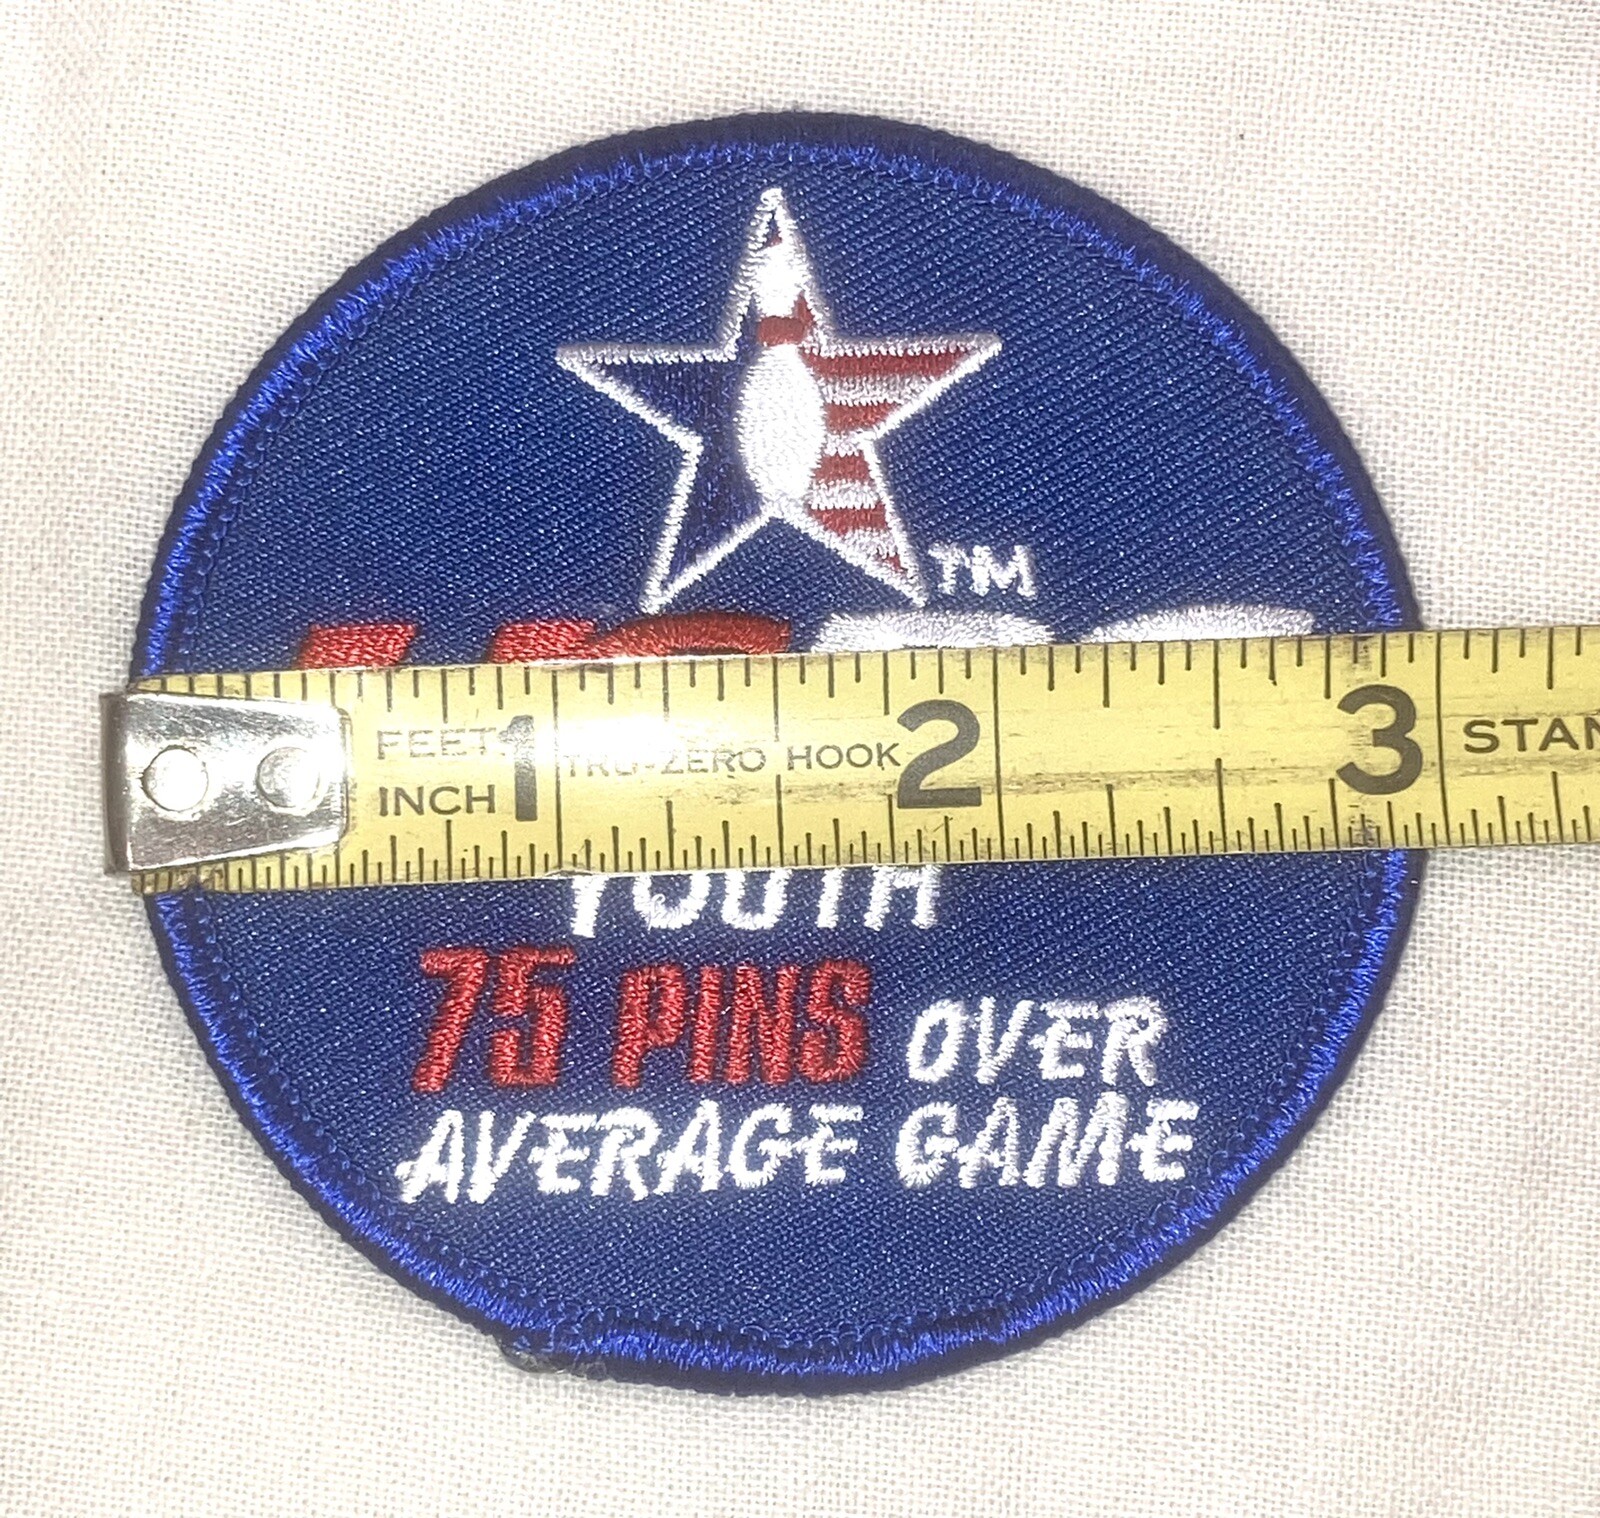 TM
FEET 1 TRU-ZERO HOOK 2 3 STAN
INCH
YOUTH
75 PINS OVER
AVERAGE GAME